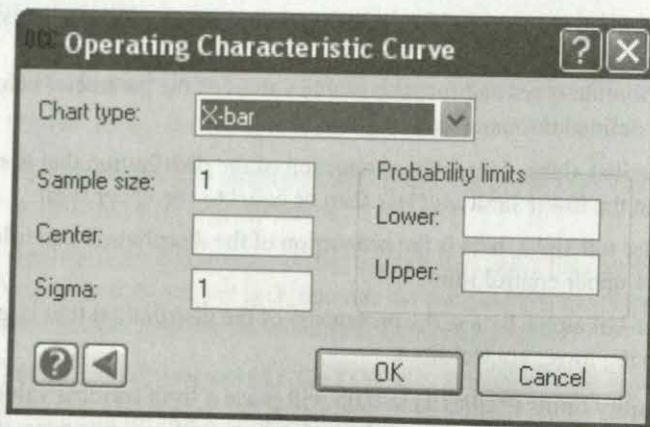 Operating Characteristic Curve
Chart type: X-bar
Sample size: 1
Center:
Sigma: 1
Probability limits
Lower:
Upper:
OK
Cancel